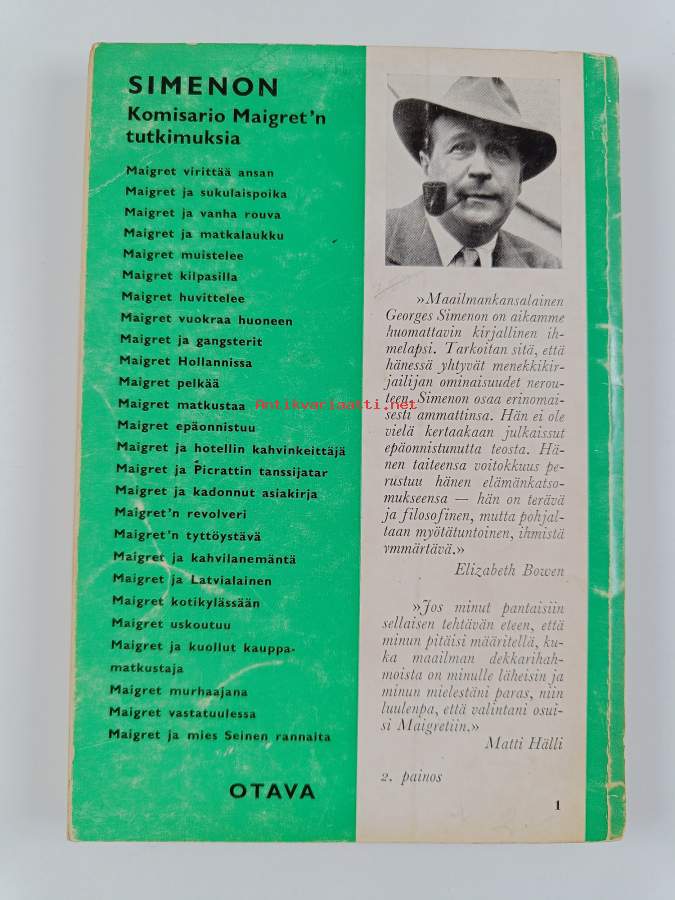 SIMENON
Komisario Maigret'n
tutkimuksia
Maigret virittää ansan
Maigret ja sukulaispoika
Maigret ja vanha rouva
Maigret ja matkalaukku
Maigret muistelee
Maigret kilpasilla
Maigret huvittelee
Maigret vuokraa huoneen
Maigret ja gangsterit
Maigret Hollannissa
Maigret pelkää
Maigret matkustaa
Maigret epäonnistuu
Maigret ja hotellin kahvinkeittäjä
Maigret ja Picrattin tanssijatar
Maigret ja kadonnut asiakirja
Maigret'n revolveri
Maigret'n tyttöystävä
Maigret ja kahvilanemäntä
Maigret ja Latvialainen
Maigret kotikylässään
Maigret uskoutuu
Maigret ja kuollut kauppa-
matkustaja
Maigret murhaajana
Maigret vastatuulessa
Maigret ja mies Seinen rannalta
OTAVA
»Maailmankansalainen
Georges Simenon on aikamme
huomattavin kirjallinen ih-
melapsi. Tarkoitan sitä, että
hänessä yhtyvät menekkikir-
jailijan ominaisuudet nerou-
teen. Simenon osaa erinomai-
sesti ammattinsa. Hän ei ole
vielä kertaakaan julkaissut
epäonnistunutta teosta. Hä-
nen taiteensa voitokkuus pe-
rustuu hänen elämänkatso-
mukseensa — hän on terävä
ja filosofinen, mutta pohjal-
taan myötätuntoinen, ihmistä
ymmärtävä.»
Elizabeth Bowen
»Jos minut pantaisiin
sellaisen tehtävän eteen, että
minun pitäisi määritellä, ku-
ka maailman dekkarihah-
moista on minulle läheisin ja
minun mielestäni paras, niin
luulenpa, että valintani osui-
si Maigretiin.»
Matti Hälli
2. painos
1
Antikvariaatti.net